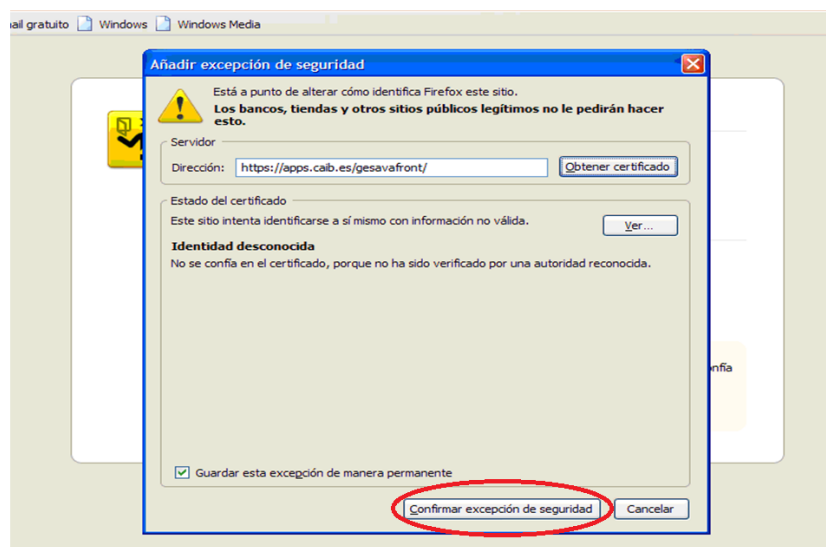 ail gratuito Windows Windows Media
Añadir excepción de seguridad
Está a punto de alterar cómo identifica Firefox este sitio.
Los bancos, tiendas y otros sitios públicos legítimos no le pedirán hacer
esto.
Servidor
Dirección: https://apps.caib.es/gesavafront/ Obtener certificado
Estado del certificado
Este sitio intenta identificarse a sí mismo con información no válida.
Ver...
Identidad desconocida
No se confía en el certificado, porque no ha sido verificado por una autoridad reconocida.
nfía
Guardar esta excepción de manera permanente
Confirmar excepción de seguridad Cancelar